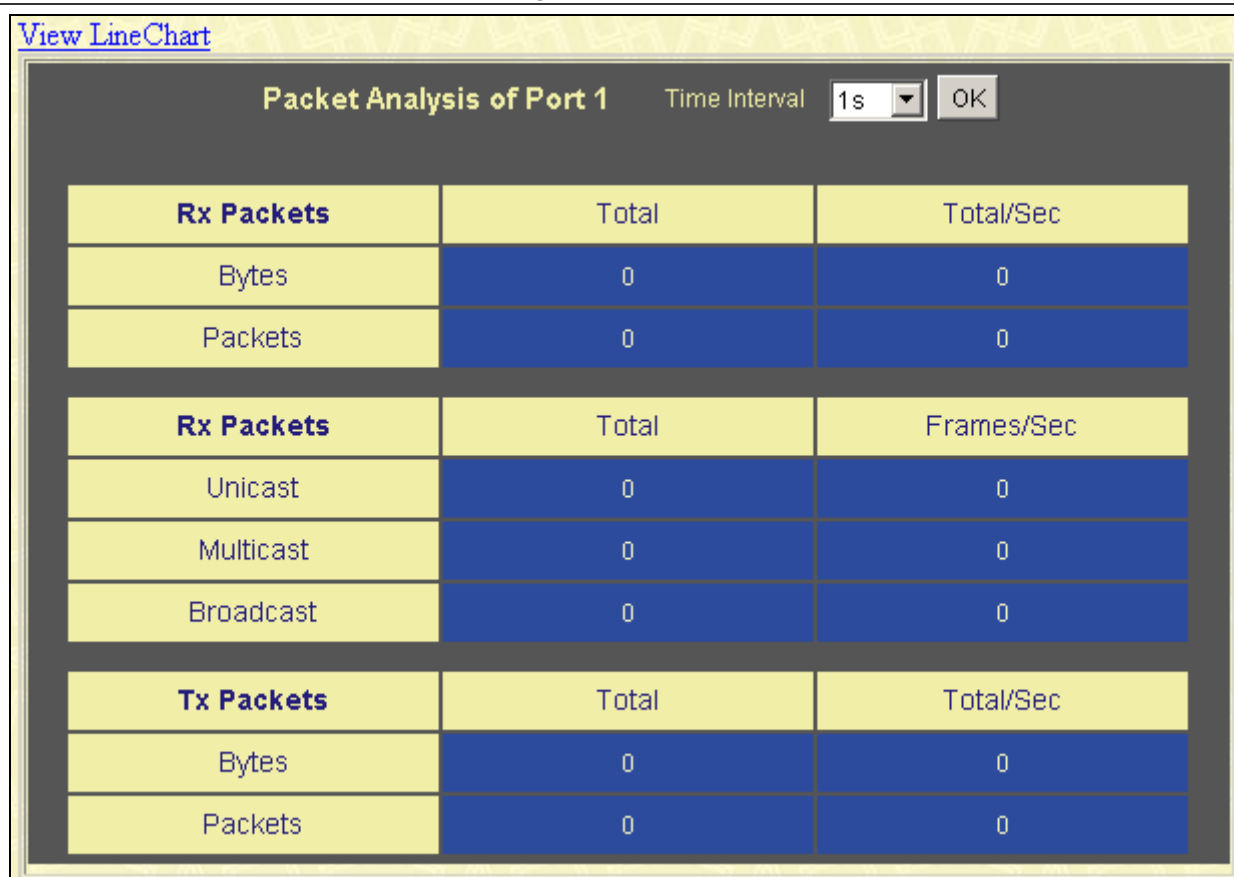 View LineChart
Packet Analysis of Port 1 Time Interval 1s OK
Rx Packets Total Total/Sec
Bytes 0 0
Packets 0 0
Rx Packets Total Frames/Sec
Unicast 0 0
Multicast 0 0
Broadcast 0 0
Tx Packets Total Total/Sec
Bytes 0 0
Packets 0 0